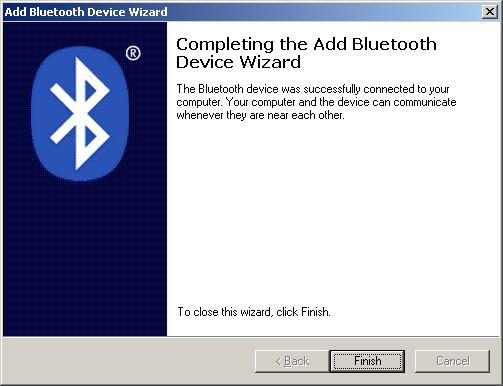 Add Bluetooth Device Wizard
®
Completing the Add Bluetooth
Device Wizard
The Bluetooth device was successfully connected to your
computer. Your computer and the device can communicate
whenever they are near each other.
To close this wizard, click Finish.
< Back
Finish
Cancel